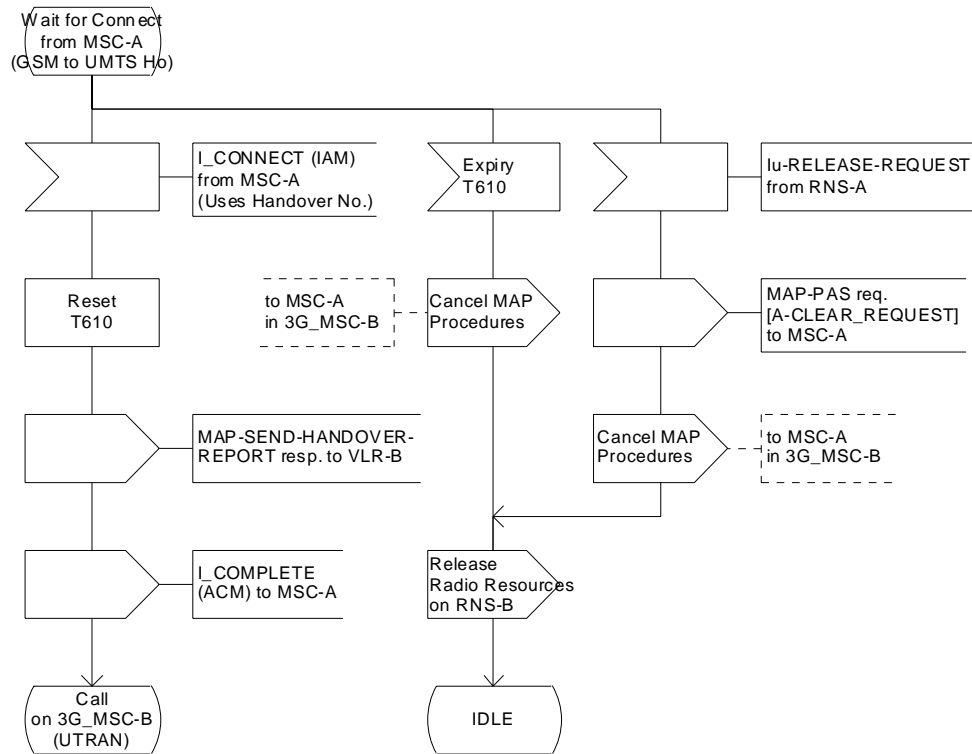 Wait for Connect
from MSC-A
(GSM to UMTS Ho)
I_CONNECT (IAM)
from MSC-A
(Uses Handover No.)
Expiry
T610
Iu-RELEASE-REQUEST
from RNS-A
Reset
T610
to MSC-A
in 3G_MSC-B
Cancel MAP
Procedures
MAP-PAS req.
[A-CLEAR_REQUEST]
to MSC-A
MAP-SEND-HANDOVER-
REPORT resp. to VLR-B
Cancel MAP
Procedures
to MSC-A
in 3G_MSC-B
I_COMPLETE
(ACM) to MSC-A
Release
Radio Resources
on RNS-B
Call
on 3G_MSC-B
(UTRAN)
IDLE